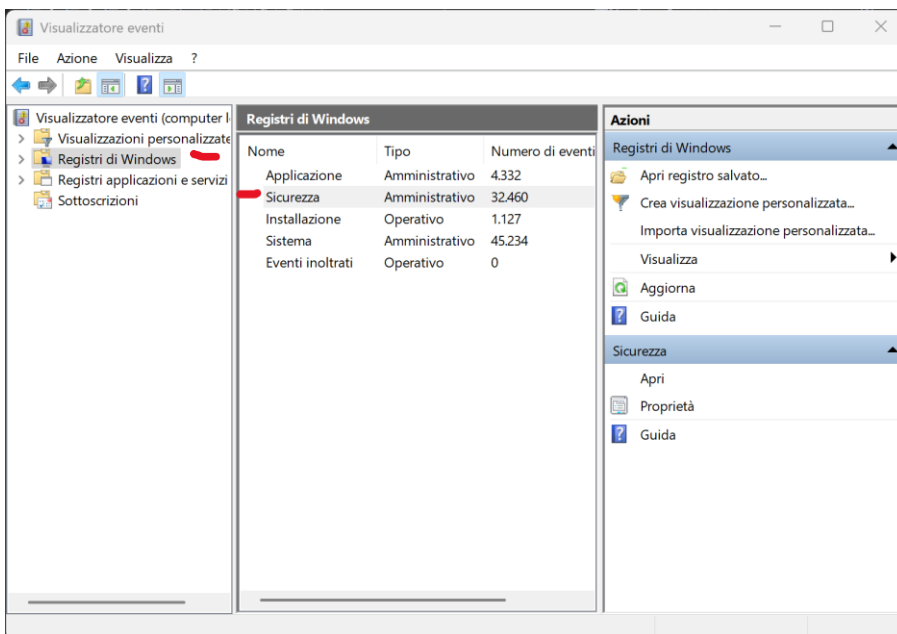 Visualizzatore eventi
File Azione Visualizza ?
Visualizzatore eventi (computer l
Visualizzazioni personalizzate
Registri di Windows
Registri applicazioni e servizi
Sottoscrizioni
Registri di Windows
Nome Tipo Numero di eventi
Applicazione Amministrativo 4.332
Sicurezza Amministrativo 32.460
Installazione Operativo 1.127
Sistema Amministrativo 45.234
Eventi inoltrati Operativo 0
Azioni
Registri di Windows
Apri registro salvato...
Crea visualizzazione personalizzata...
Importa visualizzazione personalizzata...
Visualizza
Aggiorna
Guida
Sicurezza
Apri
Proprietà
Guida